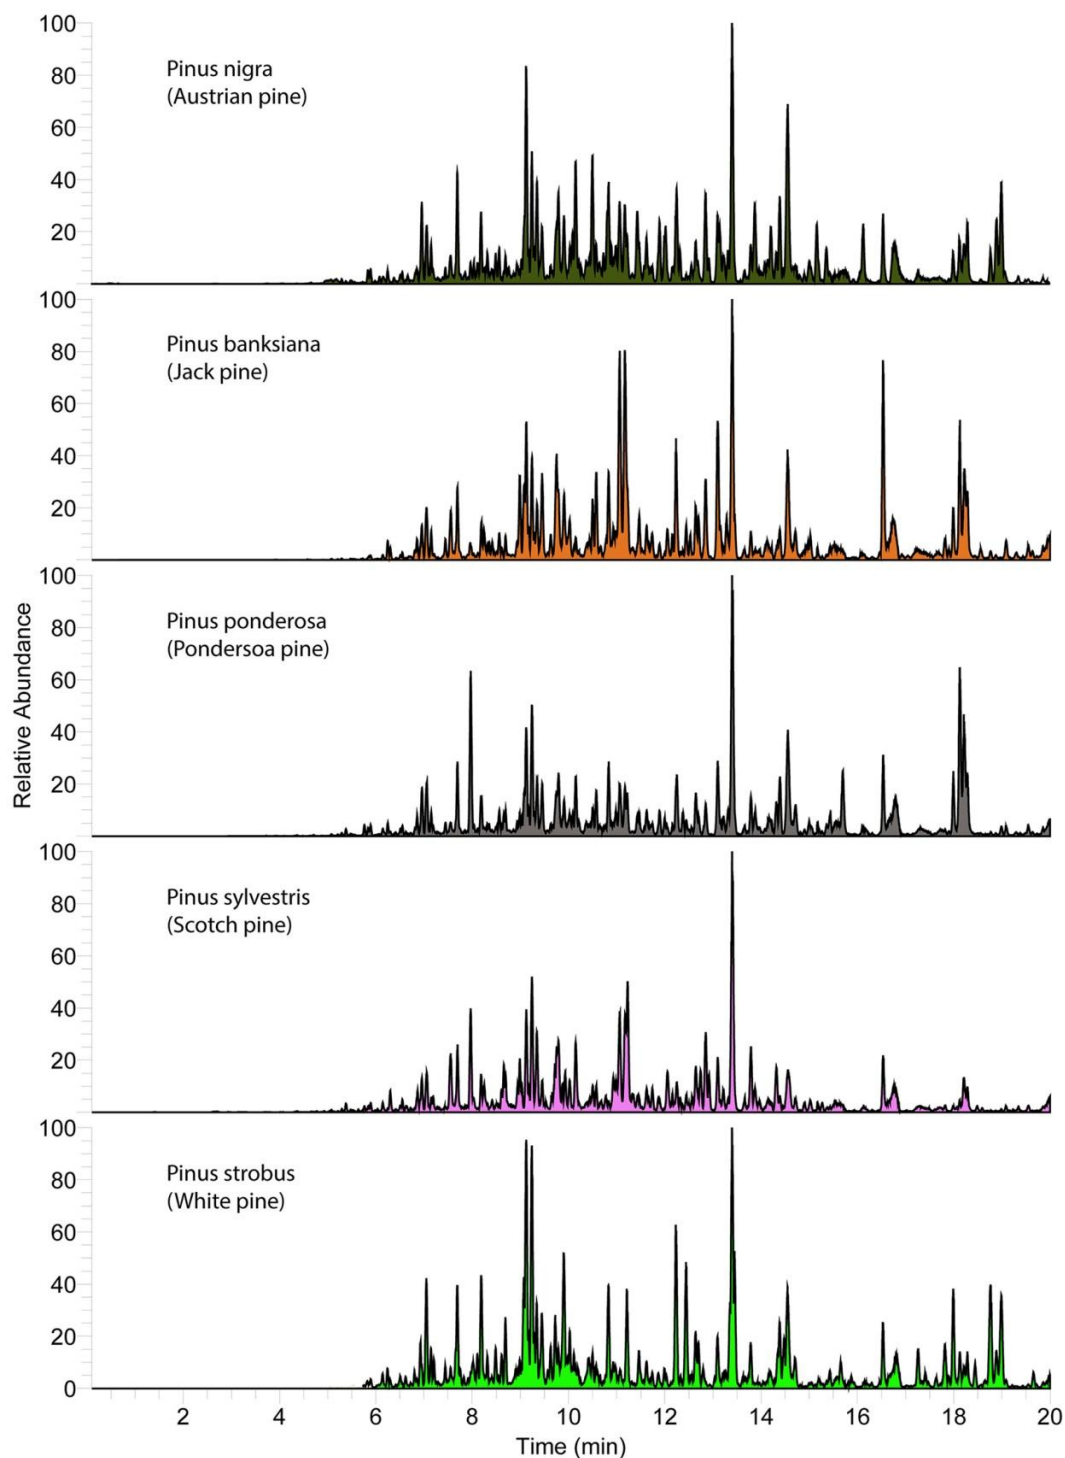 100
80
60
40
20
Pinus nigra
(Austrian pine)
100
80
60
40
20
Pinus banksiana
(Jack pine)
100
80
60
40
20
Pinus ponderosa
(Pondersoa pine)
Relative Abundance
100
80
60
40
20
Pinus sylvestris
(Scotch pine)
100
80
60
40
20
0
Pinus strobus
(White pine)
2 4 6 8 10 12 14 16 18 20
Time (min)